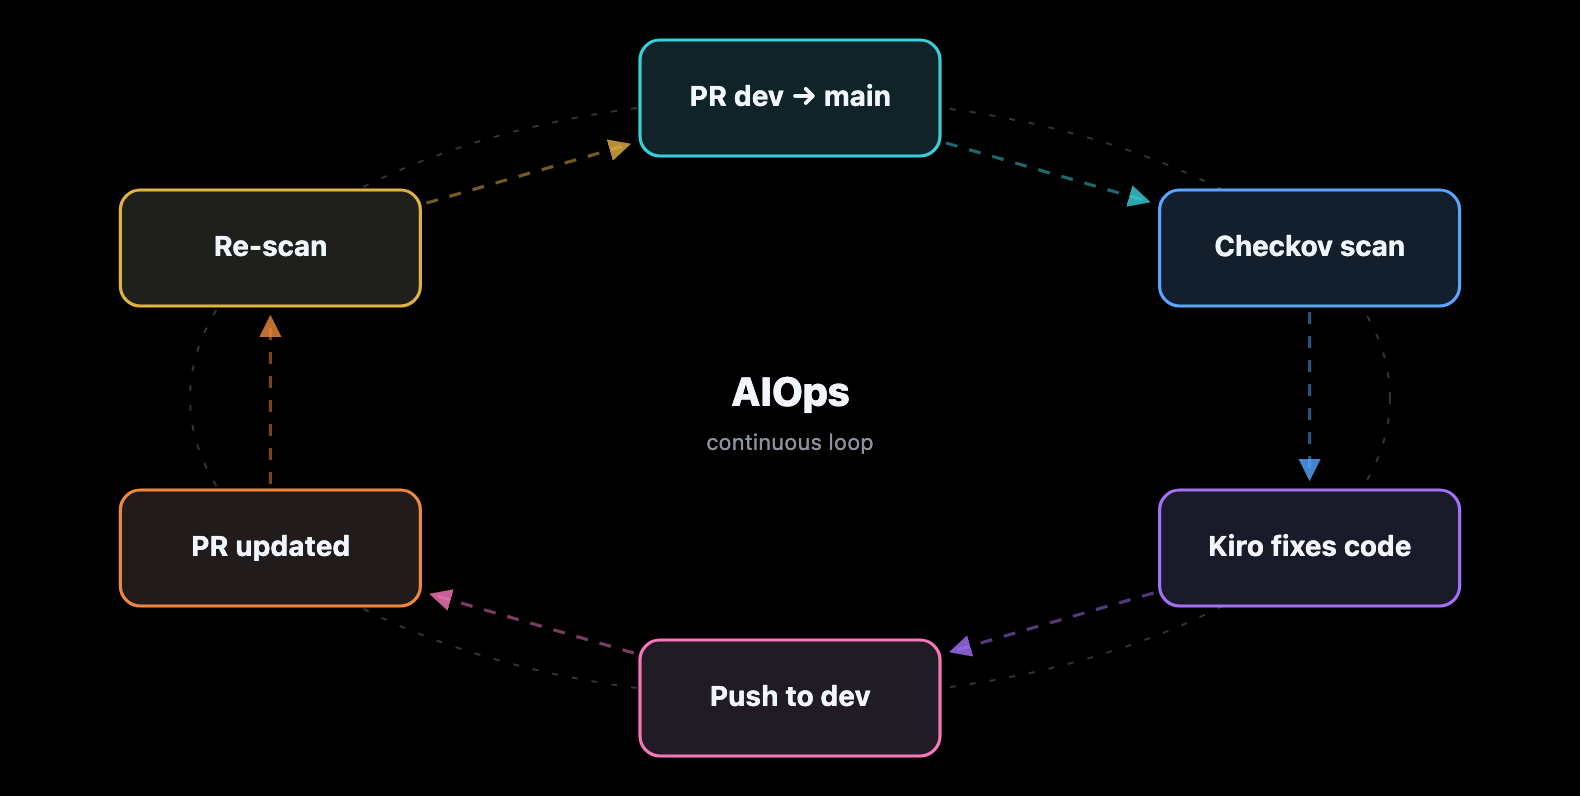 PR dev → main
Re-scan
Checkov scan
AIOps
continuous loop
PR updated
Kiro fixes code
Push to dev